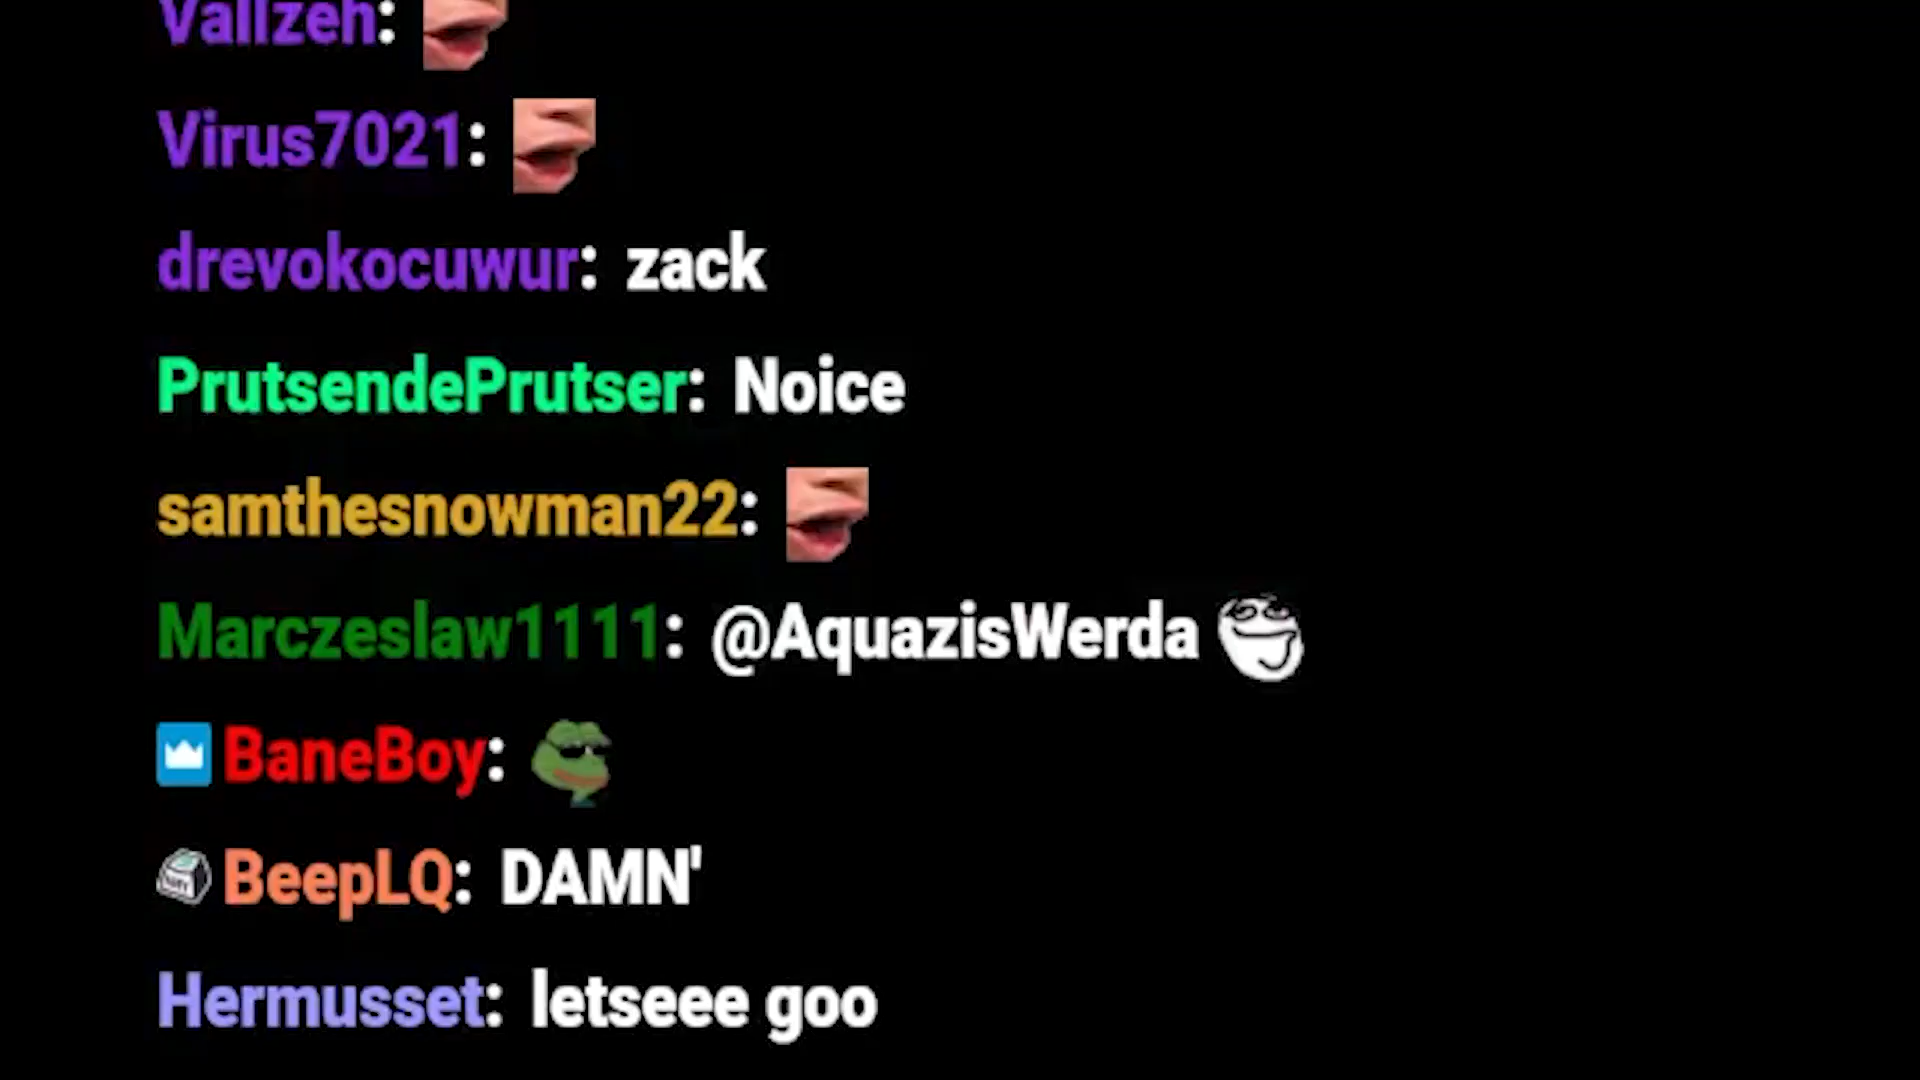 Vallzeh:
Virus7021:
drevokocuwur: zack
PrutsendePrutser: Noice
samthesnowman22:
Marczeslaw1111: @AquazisWerda
BaneBoy:
BeepLQ: DAMN'
Hermusset: letseee goo